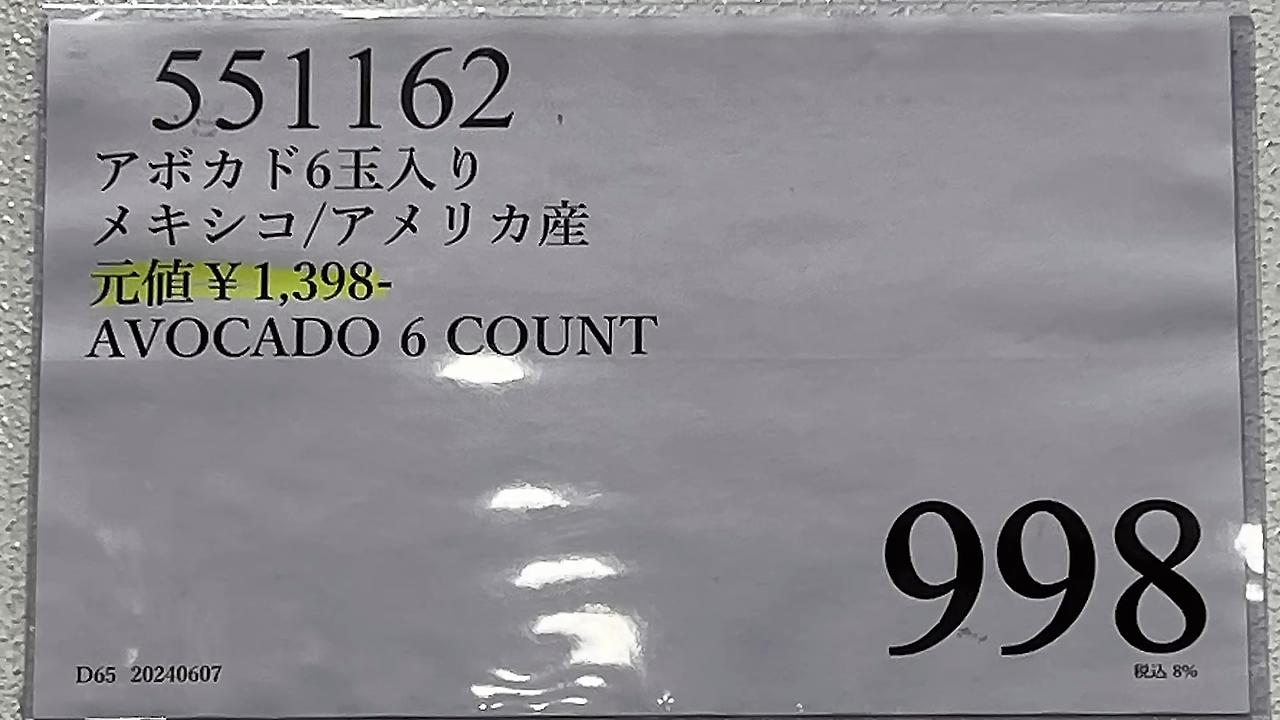 551162
アボカド6玉入り
メキシコ/アメリカ産
元値￥1,398-
AVOCADO 6 COUNT
998
税込 8%
D65 20240607